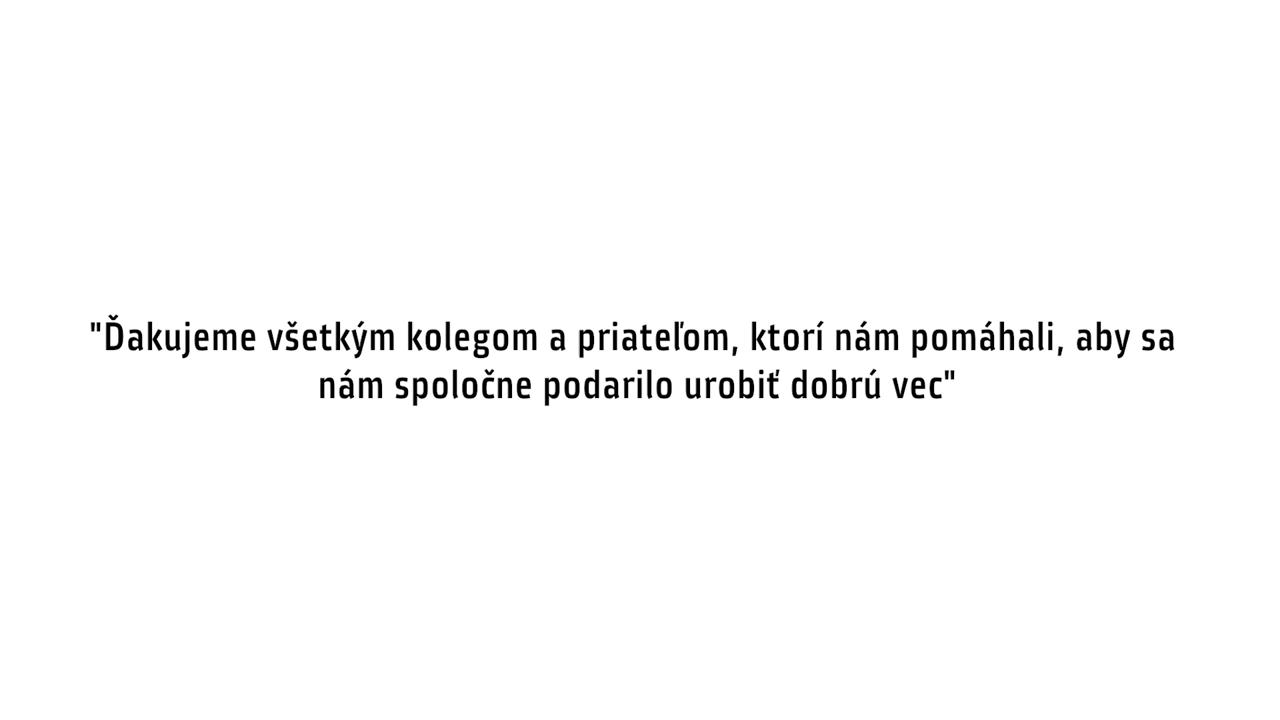 "Ďakujeme všetkým kolegom a priateľom, ktorí nám pomáhali, aby sa
nám spoločne podarilo urobiť dobrú vec"